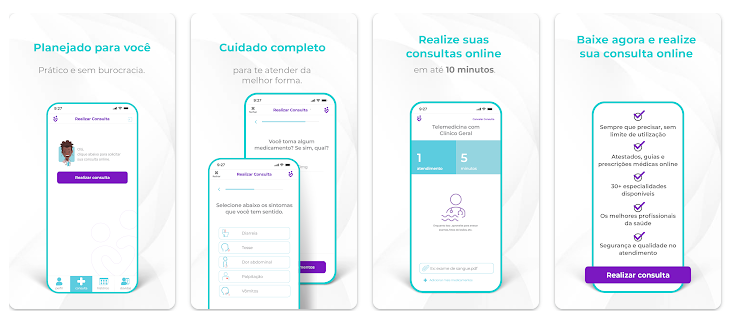 Planejado para você
Prático e sem burocracia.
9:27
Realizar Consulta
Realizar consulta
Cuidado completo
para te atender da
melhor forma.
9:27
Realizar Consulta
Você toma algum
medicamento? Se sim, qual?
9:27
Realizar Consulta
Selecione abaixo os sintomas
que você tem sentido.
Diarreia
Tosse
Dor abdominal
Palpitação
Vômitos
Realize suas
consultas online
em até 10 minutos.
9:27
Telemedicina com
Clínico Geral
1
atendimento
5
minutos
Baixe agora e realize
sua consulta online
Sempre que precisar, sem
limite de utilização
Atestados, guias e
prescrições médicas online
30+ especialidades
disponíveis
Os melhores profissionais
da saúde
Segurança e qualidade no
atendimento
Realizar consulta